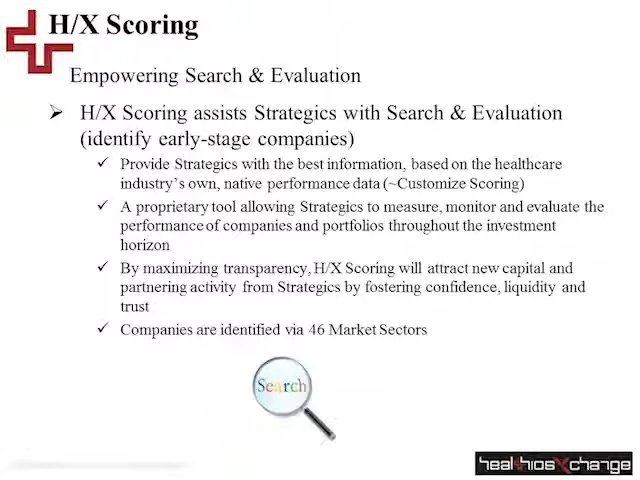 H/X Scoring
Empowering Search & Evaluation
H/X Scoring assists Strategics with Search & Evaluation
(identify early-stage companies)
Provide Strategics with the best information, based on the healthcare
industry's own, native performance data (~Customize Scoring)
A proprietary tool allowing Strategics to measure, monitor and evaluate the
performance of companies and portfolios throughout the investment
horizon
By maximizing transparency, H/X Scoring will attract new capital and
partnering activity from Strategics by fostering confidence, liquidity and
trust
Companies are identified via 46 Market Sectors
Search
healthiosXchange